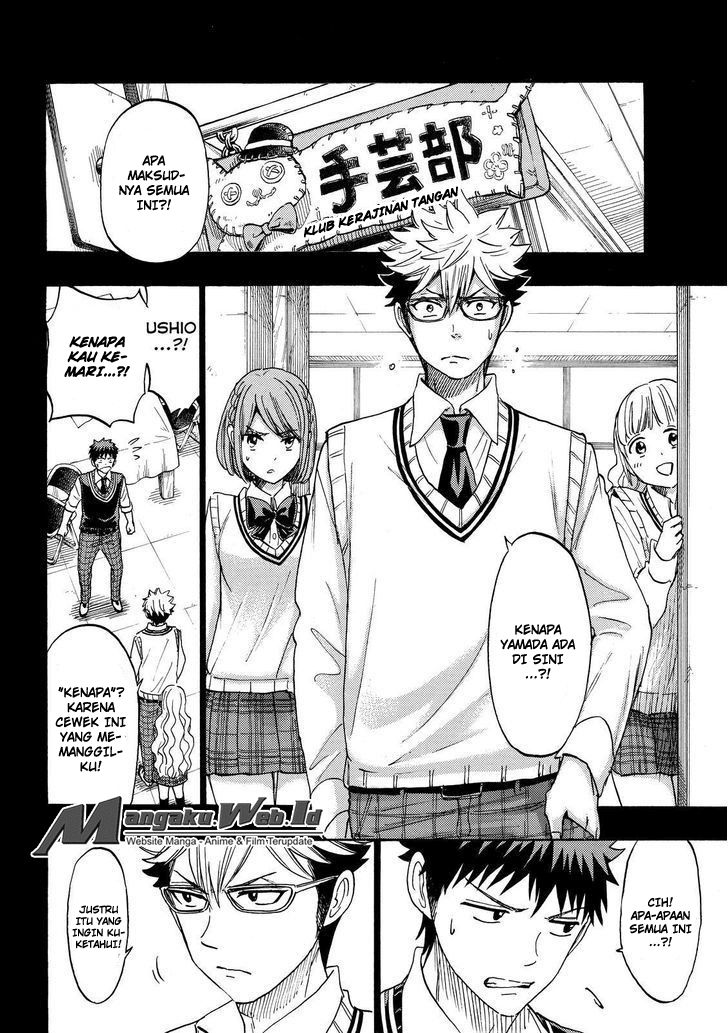 APA
MAKSUD-
NYA SEMUA
INI?!
手芸部
KLUB KERAJINAN TANGAN
USHIO
...?!
KENAPA
KAU KE-
MARI...?!
KENAPA
YAMADA ADA
DI SINI
...?!
"KENAPA"?
KARENA
CEWEK INI
YANG ME-
MANGGIL-
KU!
Mangaku.Web.Id
Website Manga - Anime & Film Terupdate
CIH!
APA-APAAN
SEMUA INI
...?!
JUSTRU
ITU YANG
INGIN KU-
KETAHUI!